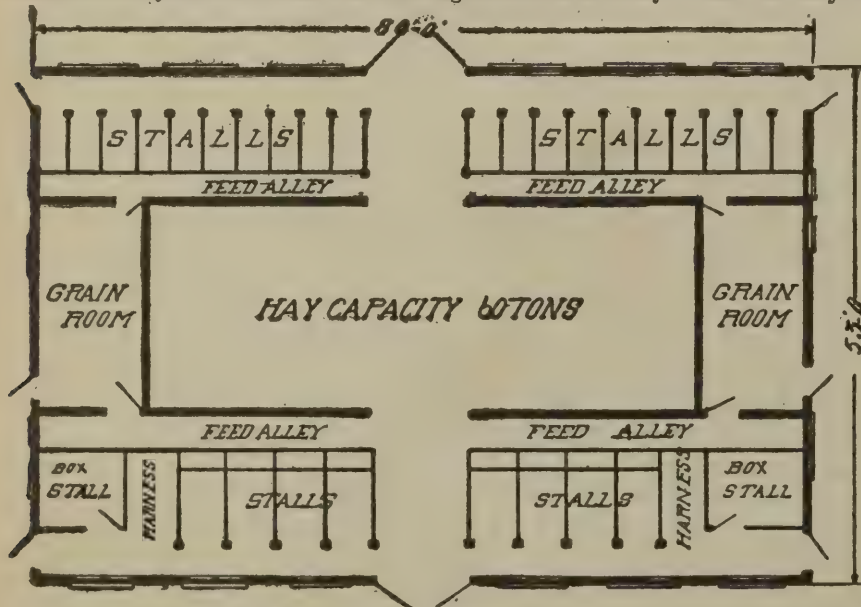 80'-0"
STALLS STALLS
FEED ALLEY FEED ALLEY
GRAIN ROOM
HAY CAPACITY 60 TONS
GRAIN ROOM
53'-0"
FEED ALLEY FEED ALLEY
BOX STALL
HARNESS
STALLS STALLS
HARNESS
BOX STALL